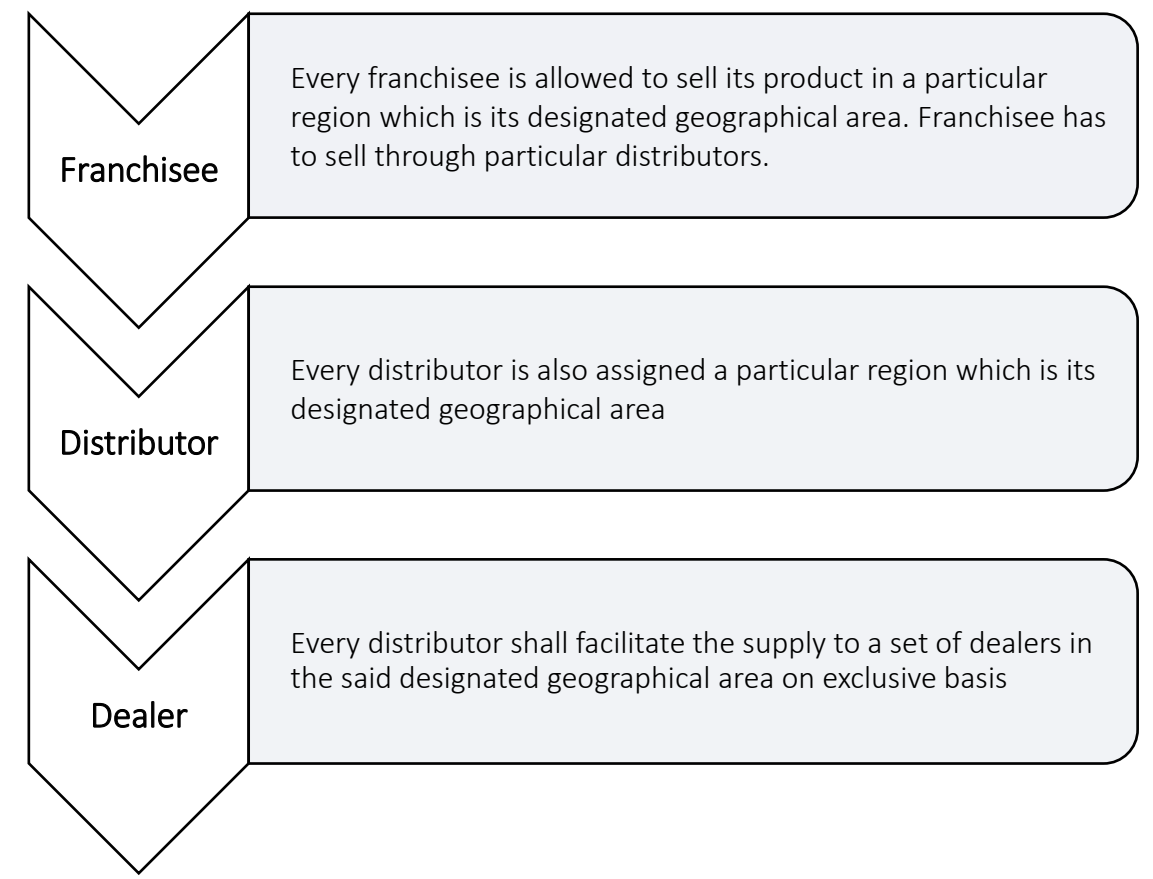 Franchisee
Every franchisee is allowed to sell its product in a particular
region which is its designated geographical area. Franchisee has
to sell through particular distributors.
Distributor
Every distributor is also assigned a particular region which is its
designated geographical area
Dealer
Every distributor shall facilitate the supply to a set of dealers in
the said designated geographical area on exclusive basis